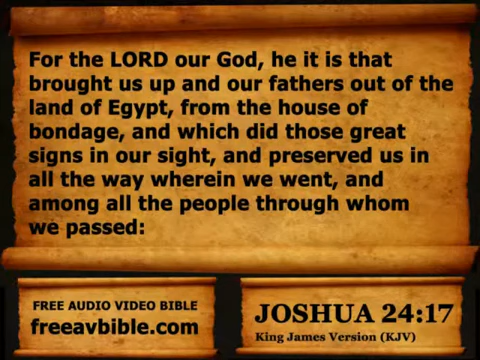 For the LORD our God, he it is that
brought us up and our fathers out of the
land of Egypt, from the house of
bondage, and which did those great
signs in our sight, and preserved us in
all the way wherein we went, and
among all the people through whom
we passed:
FREE AUDIO VIDEO BIBLE
freeavbible.com
JOSHUA 24:17
King James Version (KJV)